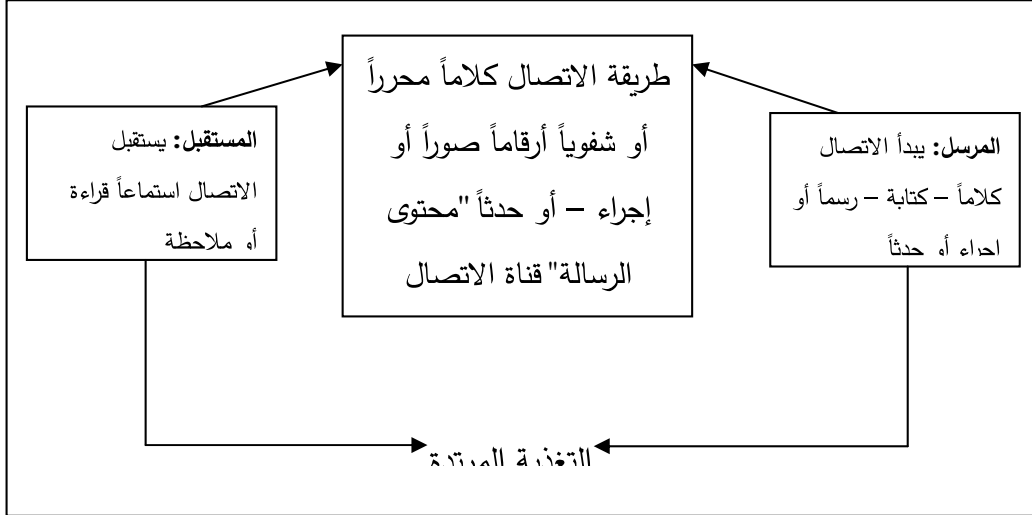 طريقة الاتصال كلاماً محرراً
أو شفوياً أرقاماً صوراً أو
إجراء – أو حدثاً "محتوى
الرسالة" قناة الاتصال
المرسل: يبدأ الاتصال
كلاماً – كتابة – رسماً أو
اجراء أو حدثاً
المستقبل: يستقبل
الاتصال استماعاً قراءة
أو ملاحظة
التغذية المرتدة